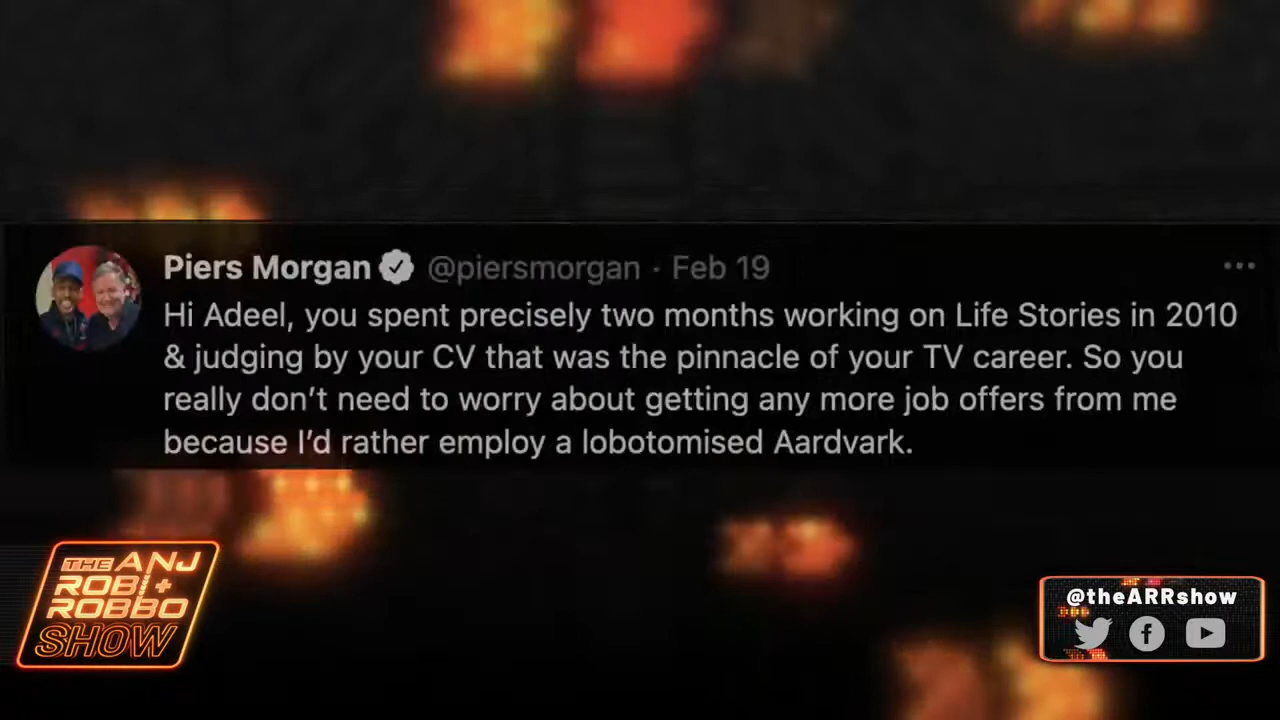 Piers Morgan @piersmorgan · Feb 19
Hi Adeel, you spent precisely two months working on Life Stories in 2010
& judging by your CV that was the pinnacle of your TV career. So you
really don’t need to worry about getting any more job offers from me
because I’d rather employ a lobotomised Aardvark.
THE ANJ
ROB +
ROBBO
SHOW
@theARRshow